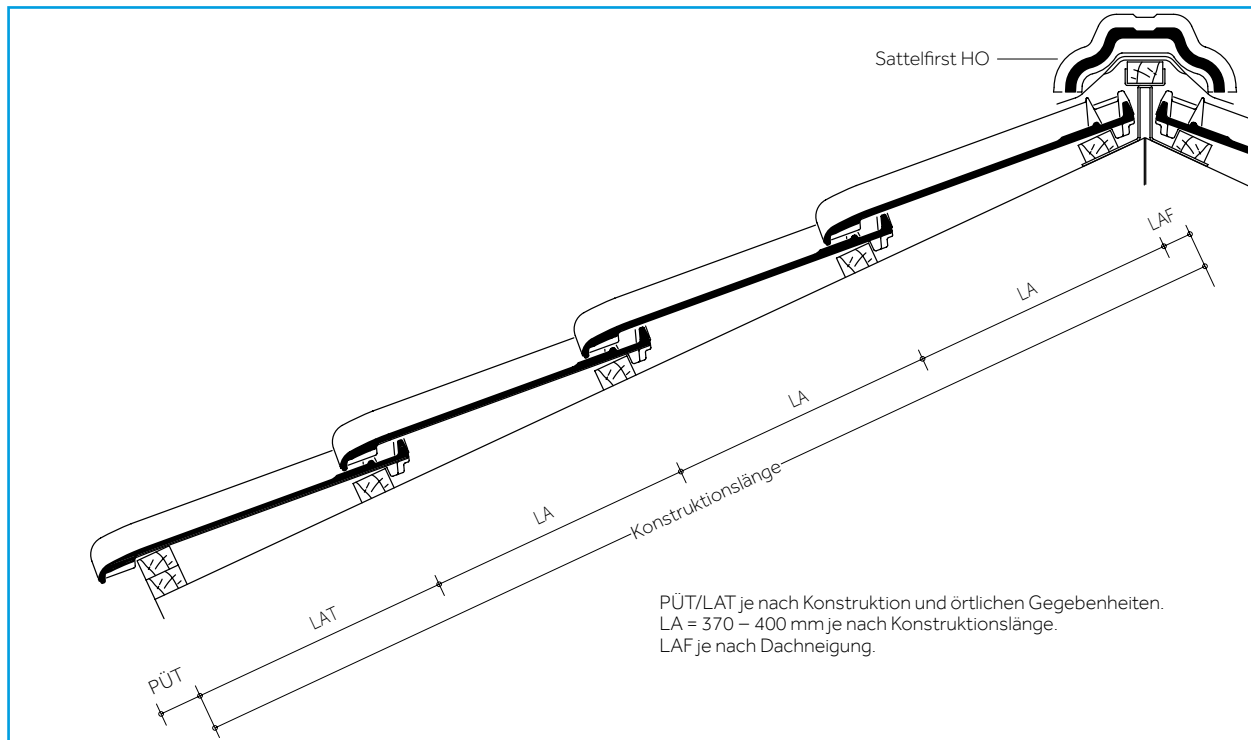 Sattelfirst HO
LAF
LA
LA
LA
Konstruktionslänge
LAT
PÜT
PÜT/LAT je nach Konstruktion und örtlichen Gegebenheiten.
LA = 370 – 400 mm je nach Konstruktionslänge.
LAF je nach Dachneigung.